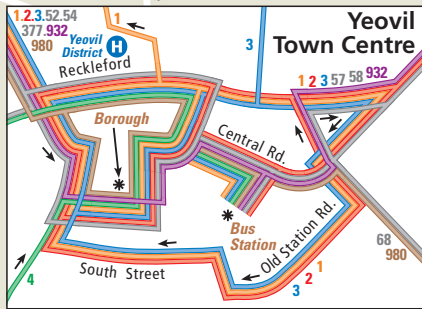 1.2.3.52.54
377.932
980
1
Yeovil
District
H
Reckleford
3
Yeovil
Town Centre
1 2 3 57 58 932
Borough
Central Rd.
Bus
Station
Old Station Rd.
68
980
South Street
4
3 2 1